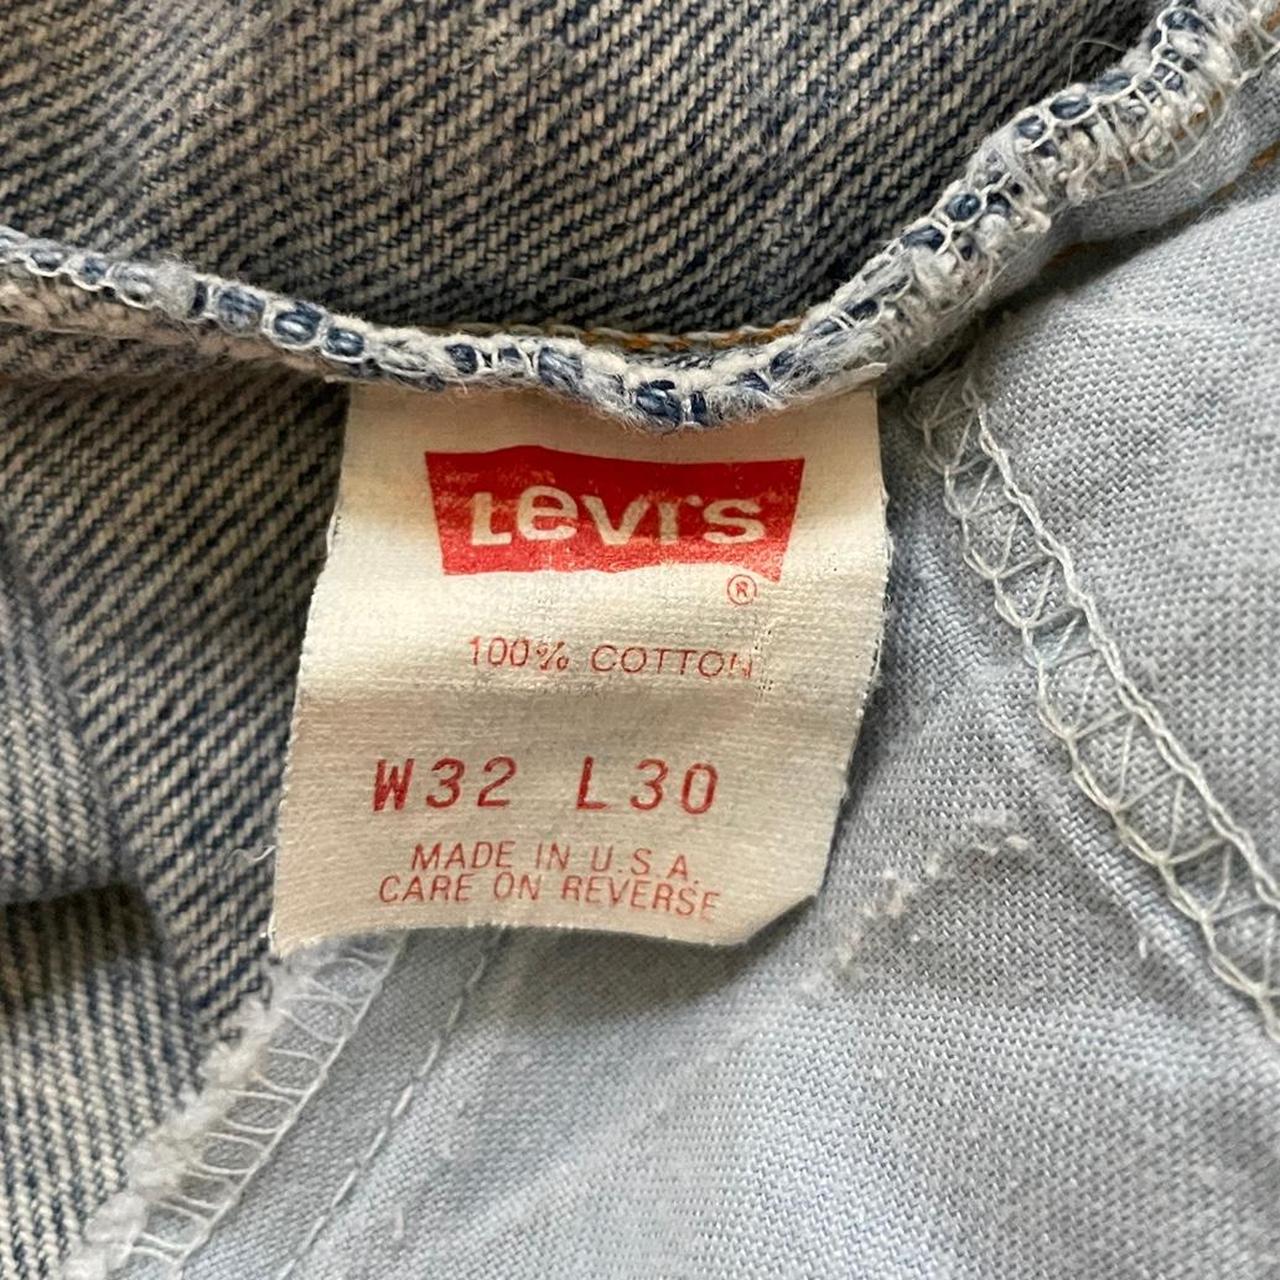 Levi's
®
100% COTTON
W32 L30
MADE IN U.S.A.
CARE ON REVERSE